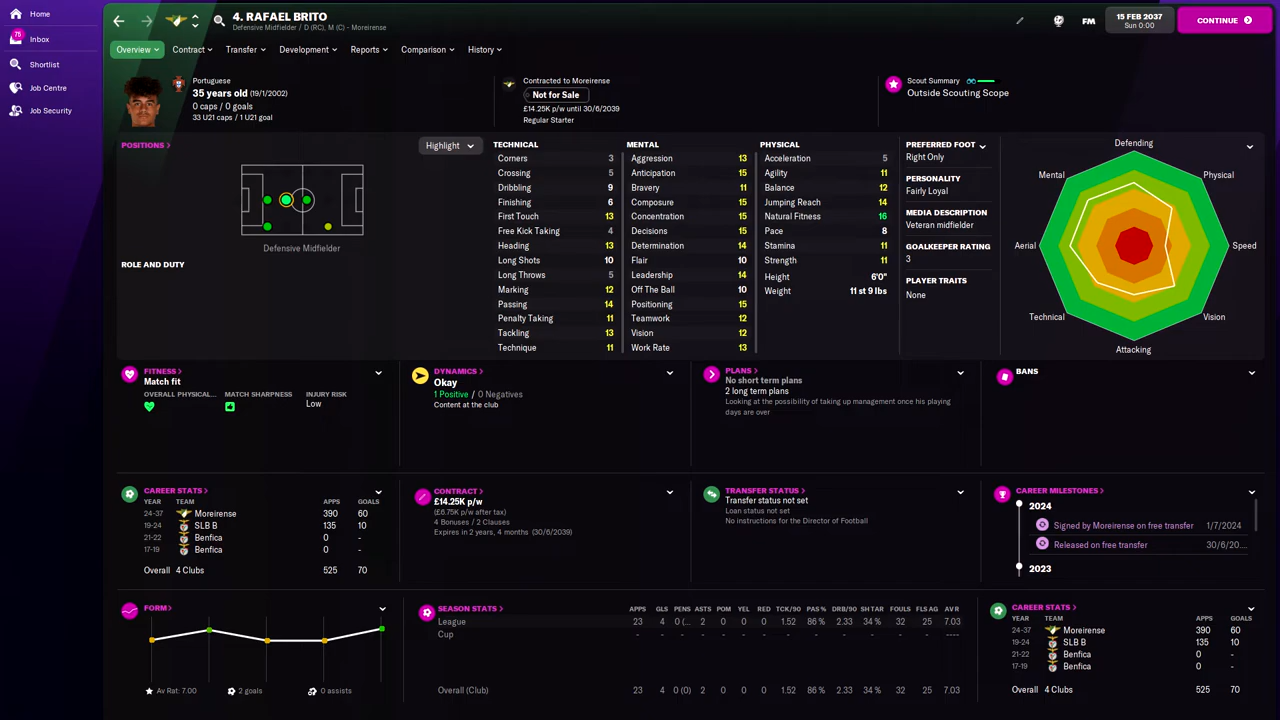 Home
75
Inbox
Shortlist
Job Centre
Job Security
4. RAFAEL BRITO
Defensive Midfielder / D (RC), M (C) - Moreirense
FM
15 FEB 2037
Sun 0:00
CONTINUE
Overview
Contract
Transfer
Development
Reports
Comparison
History
Portuguese
35 years old (19/1/2002)
0 caps / 0 goals
33 U21 caps / 1 U21 goal
Contracted to Moreirense
Not for Sale
£14.25K p/w until 30/6/2039
Regular Starter
Scout Summary
Outside Scouting Scope
POSITIONS >
Defensive Midfielder
ROLE AND DUTY
Highlight
TECHNICAL
Corners 3
Crossing 5
Dribbling 9
Finishing 6
First Touch 13
Free Kick Taking 4
Heading 13
Long Shots 10
Long Throws 5
Marking 12
Passing 14
Penalty Taking 11
Tackling 13
Technique 11
MENTAL
Aggression 13
Anticipation 15
Bravery 11
Composure 15
Concentration 15
Decisions 15
Determination 14
Flair 10
Leadership 14
Off The Ball 10
Positioning 15
Teamwork 12
Vision 12
Work Rate 13
PHYSICAL
Acceleration 5
Agility 11
Balance 12
Jumping Reach 14
Natural Fitness 16
Pace 8
Stamina 11
Strength 11
Height 6'0"
Weight 11 st 9 lbs
PREFERRED FOOT
Right Only
PERSONALITY
Fairly Loyal
MEDIA DESCRIPTION
Veteran midfielder
GOALKEEPER RATING
3
PLAYER TRAITS
None
Defending
Physical
Speed
Vision
Attacking
Technical
Aerial
Mental
FITNESS >
Match fit
OVERALL PHYSICAL... MATCH SHARPNESS INJURY RISK
Low
DYNAMICS >
Okay
1 Positive / 0 Negatives
Content at the club
PLANS >
No short term plans
2 long term plans
Looking at the possibility of taking up management once his playing
days are over
BANS
CAREER STATS >
YEAR TEAM APPS GOALS
24-37 Moreirense 390 60
19-24 SLB B 135 10
21-22 Benfica 0 -
17-19 Benfica 0 -
Overall 4 Clubs 525 70
CONTRACT >
£14.25K p/w
(£6.75K p/w after tax)
4 Bonuses / 2 Clauses
Expires in 2 years, 4 months (30/6/2039)
TRANSFER STATUS >
Transfer status not set
Loan status not set
No instructions for the Director of Football
CAREER MILESTONES >
2024
Signed by Moreirense on free transfer 1/7/2024
Released on free transfer 30/6/20...
2023
FORM >
Av Rat: 7.00 2 goals 0 assists
SEASON STATS > APPS GLS PENS ASTS POM YEL RED TCK/90 PAS % DRB/90 SH TAR FOULS FLS AG AV R
League 23 4 0 (... 2 0 0 0 1.52 86 % 2.33 34 % 32 25 7.03
Cup - - - - - - - - - - - - - ----
Overall (Club) 23 4 0 (0) 2 0 0 0 1.52 86 % 2.33 34 % 32 25 7.03
CAREER STATS >
YEAR TEAM APPS GOALS
24-37 Moreirense 390 60
19-24 SLB B 135 10
21-22 Benfica 0 -
17-19 Benfica 0 -
Overall 4 Clubs 525 70